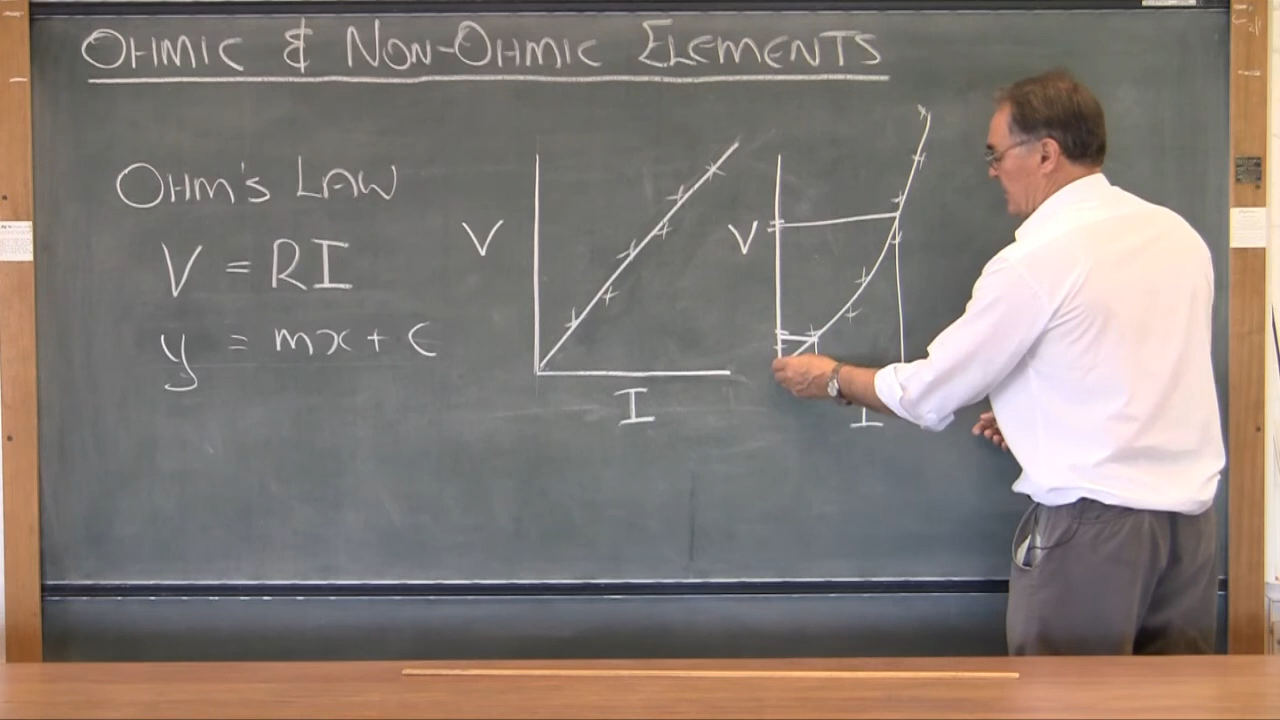 OHMIC & NON-OHMIC ELEMENTS
OHM'S LAW
V = RI
y = mx + c
V
I
V
I